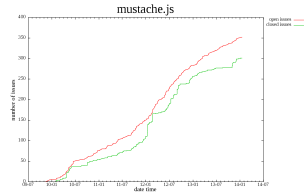 mustache.js
open issues
closed issues
number of issues
400
350
300
250
200
150
100
50
0
09-07 10-01 10-07 11-01 11-07 12-01 12-07 13-01 13-07 14-01 14-07
date time